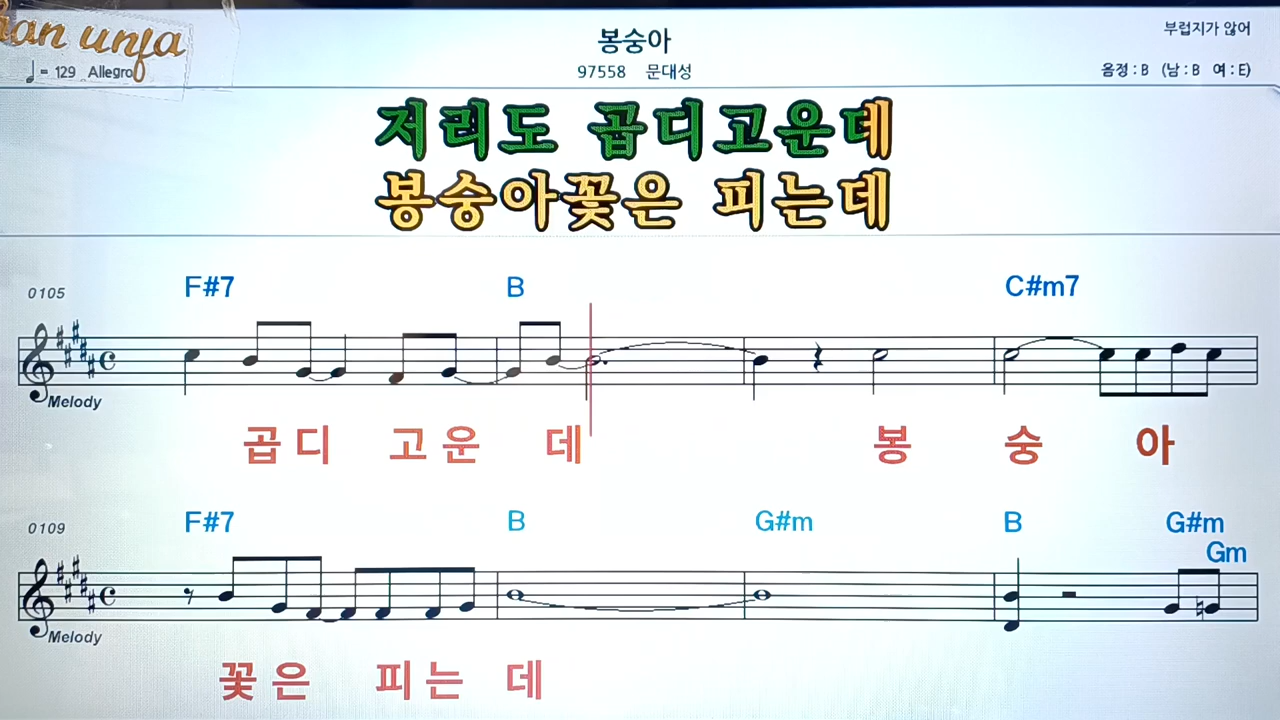 봉숭아
부럽지가 않어
♩= 129 Allegro
97558 문대성
음정 : B (남 : B 여 : E)
저리도 곱디고운데
봉숭아꽃은 피는데
0105
F#7 B C#m7
Melody
곱디 고운 데 봉 숭 아
0109
F#7 B G#m B G#m
Gm
Melody
꽃은 피는 데